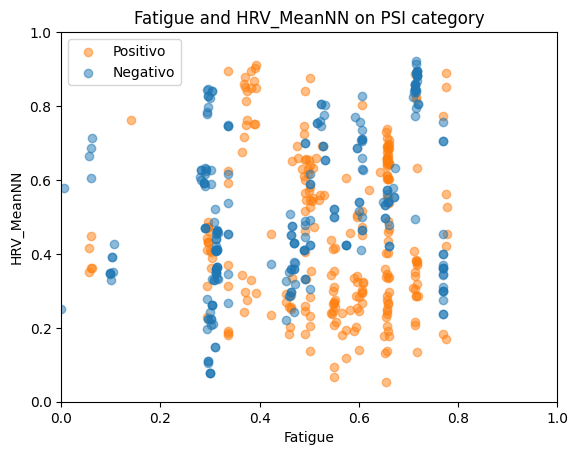 Fatigue and HRV_MeanNN on PSI category
Positivo
Negativo
1.0
0.8
0.6
0.4
0.2
0.0
HRV_MeanNN
0.0 0.2 0.4 0.6 0.8 1.0
Fatigue